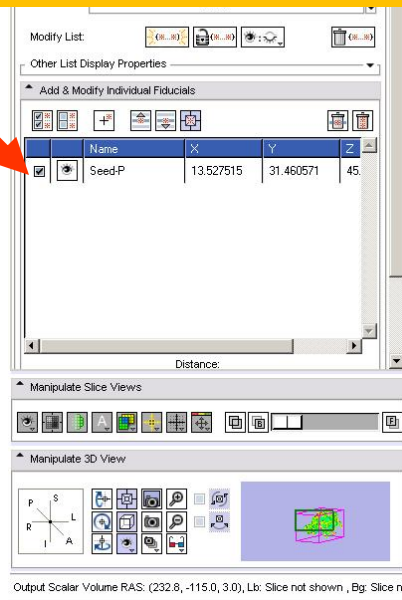 Modify List:
Other List Display Properties
Add & Modify Individual Fiducials
Name X Y Z
Seed-P 13.527515 31.460571 45.
Distance:
Manipulate Slice Views
A B F
Manipulate 3D View
P S
R L
I A
Output Scalar Volume RAS: (232.8, -115.0, 3.0), Lb: Slice not shown , Bg: Slice n